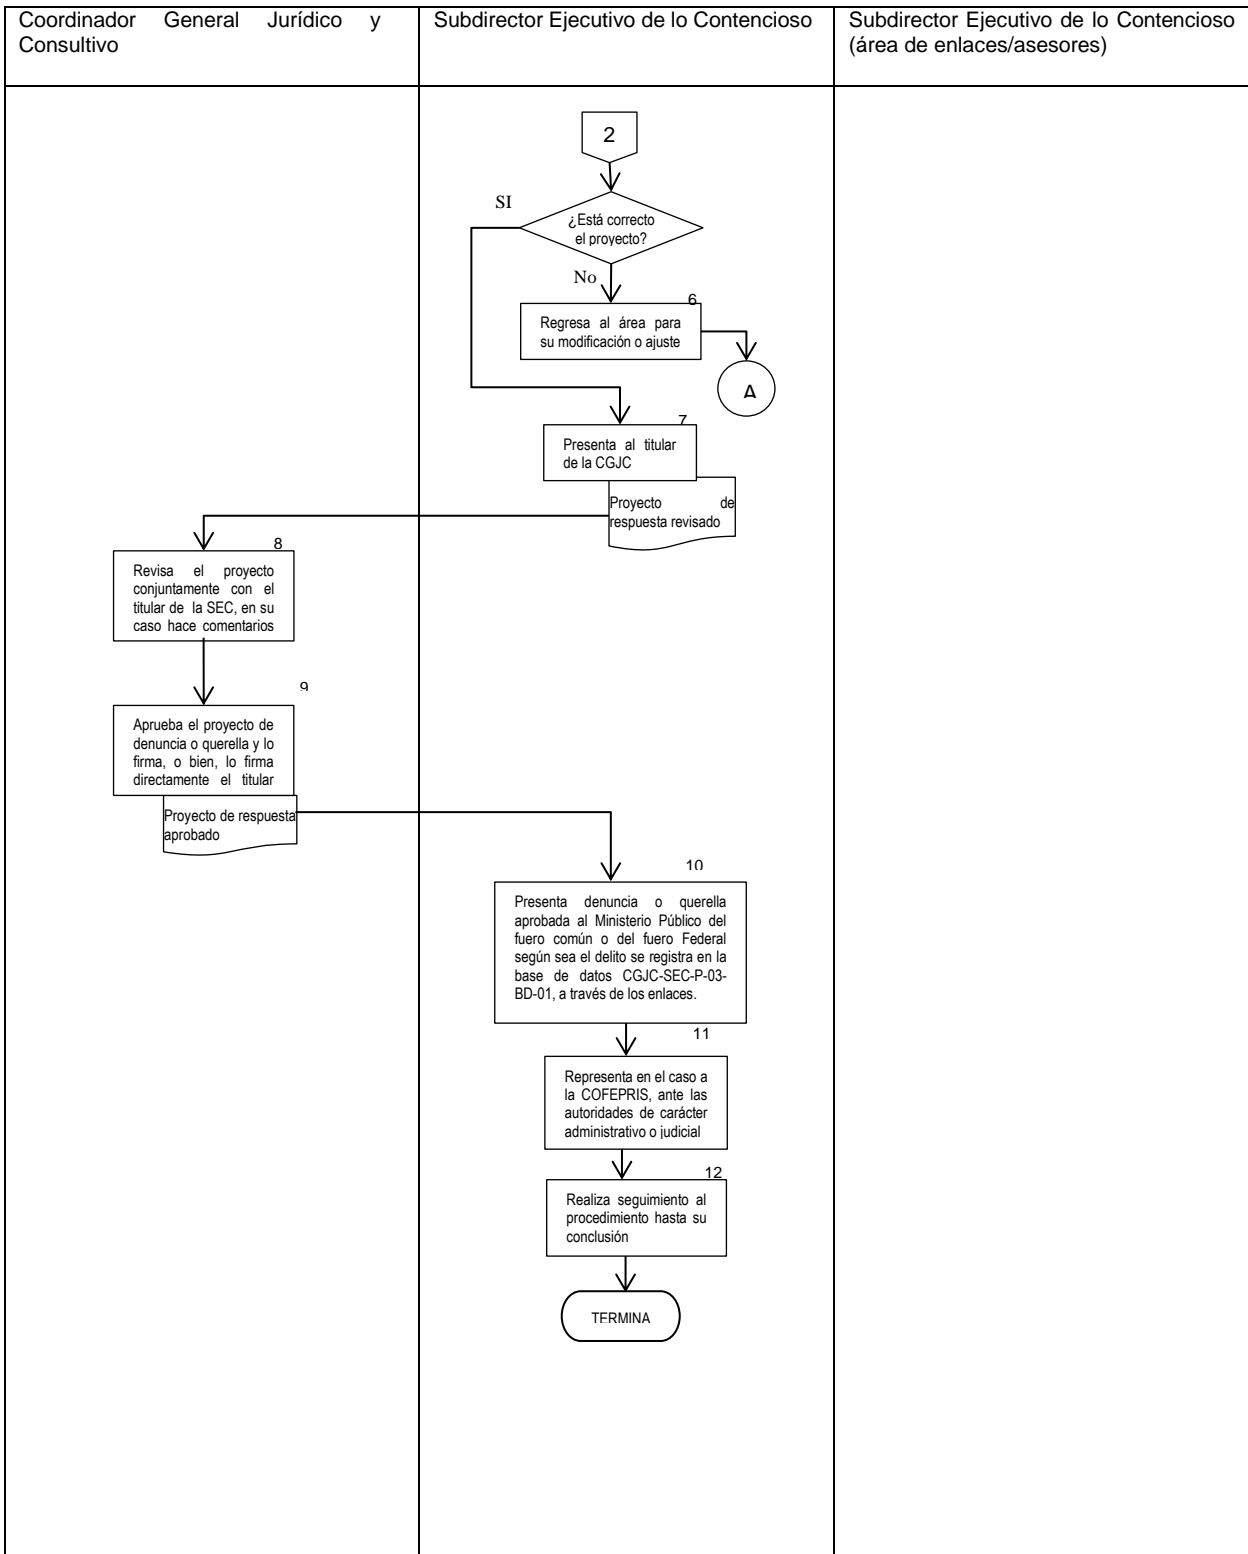 Coordinador General Jurídico y
Consultivo
Subdirector Ejecutivo de lo Contencioso
Subdirector Ejecutivo de lo Contencioso
(área de enlaces/asesores)
2
SI
¿Está correcto
el proyecto?
No
6
Regresa al área para
su modificación o ajuste
A
7
Presenta al titular
de la CGJC
Proyecto de
respuesta revisado
8
Revisa el proyecto
conjuntamente con el
titular de la SEC, en su
caso hace comentarios
9
Aprueba el proyecto de
denuncia o querella y lo
firma, o bien, lo firma
directamente el titular
Proyecto de respuesta
aprobado
10
Presenta denuncia o querella
aprobada al Ministerio Público del
fuero común o del fuero Federal
según sea el delito se registra en la
base de datos CGJC-SEC-P-03-
BD-01, a través de los enlaces.
11
Representa en el caso a
la COFEPRIS, ante las
autoridades de carácter
administrativo o judicial
12
Realiza seguimiento al
procedimiento hasta su
conclusión
TERMINA